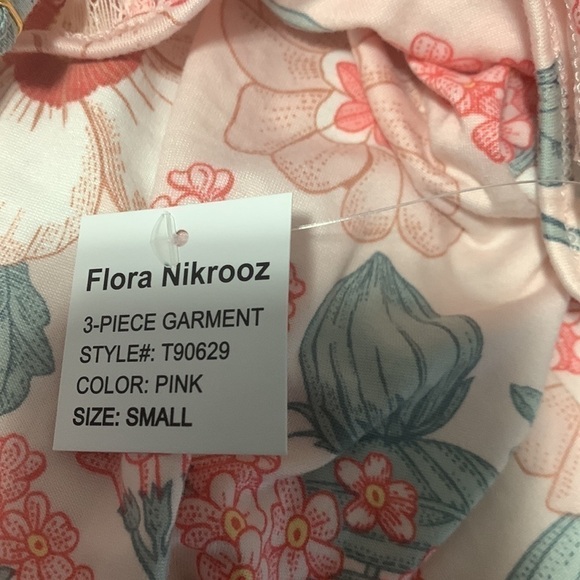 Flora Nikrooz
3-PIECE GARMENT
STYLE#: T90629
COLOR: PINK
SIZE: SMALL